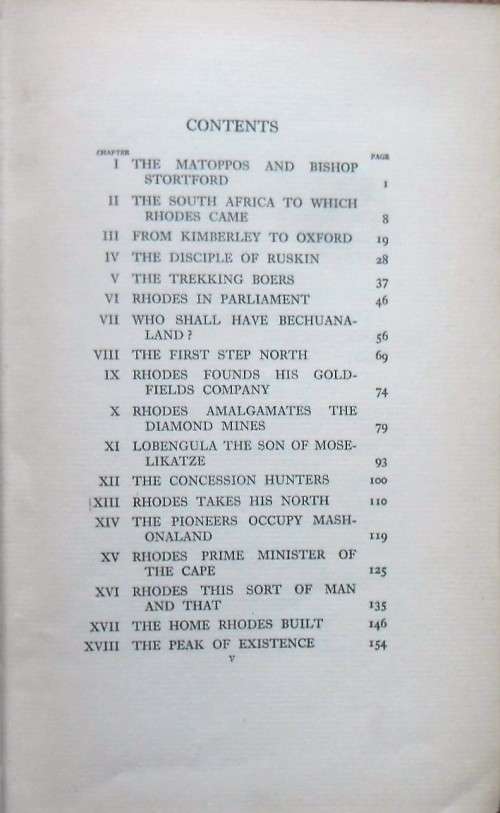 CONTENTS
CHAPTER PAGE
I THE MATOPPOS AND BISHOP
STORTFORD 1
II THE SOUTH AFRICA TO WHICH
RHODES CAME 8
III FROM KIMBERLEY TO OXFORD 19
IV THE DISCIPLE OF RUSKIN 28
V THE TREKKING BOERS 37
VI RHODES IN PARLIAMENT 46
VII WHO SHALL HAVE BECHUANA-
LAND? 56
VIII THE FIRST STEP NORTH 69
IX RHODES FOUNDS HIS GOLD-
FIELDS COMPANY 74
X RHODES AMALGAMATES THE
DIAMOND MINES 79
XI LOBENGULA THE SON OF MOSE-
LIKATZE 93
XII THE CONCESSION HUNTERS 100
XIII RHODES TAKES HIS NORTH 110
XIV THE PIONEERS OCCUPY MASH-
ONALAND 119
XV RHODES PRIME MINISTER OF
THE CAPE 125
XVI RHODES THIS SORT OF MAN
AND THAT 135
XVII THE HOME RHODES BUILT 146
XVIII THE PEAK OF EXISTENCE 154
v